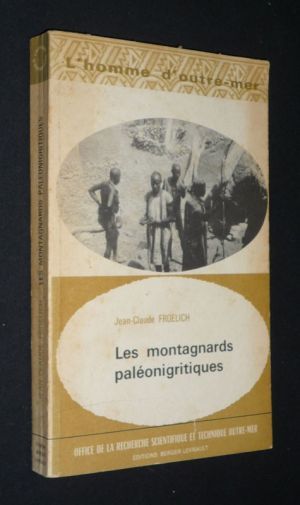 L'homme d'outre-mer
Jean-Claude FROELICH
Les montagnards
paléonigritiques
OFFICE DE LA RECHERCHE SCIENTIFIQUE ET TECHNIQUE OUTRE-MER
EDITIONS BERGER-LEVRAULT
LES MONTAGNARDS PALÉONIGRITIQUES